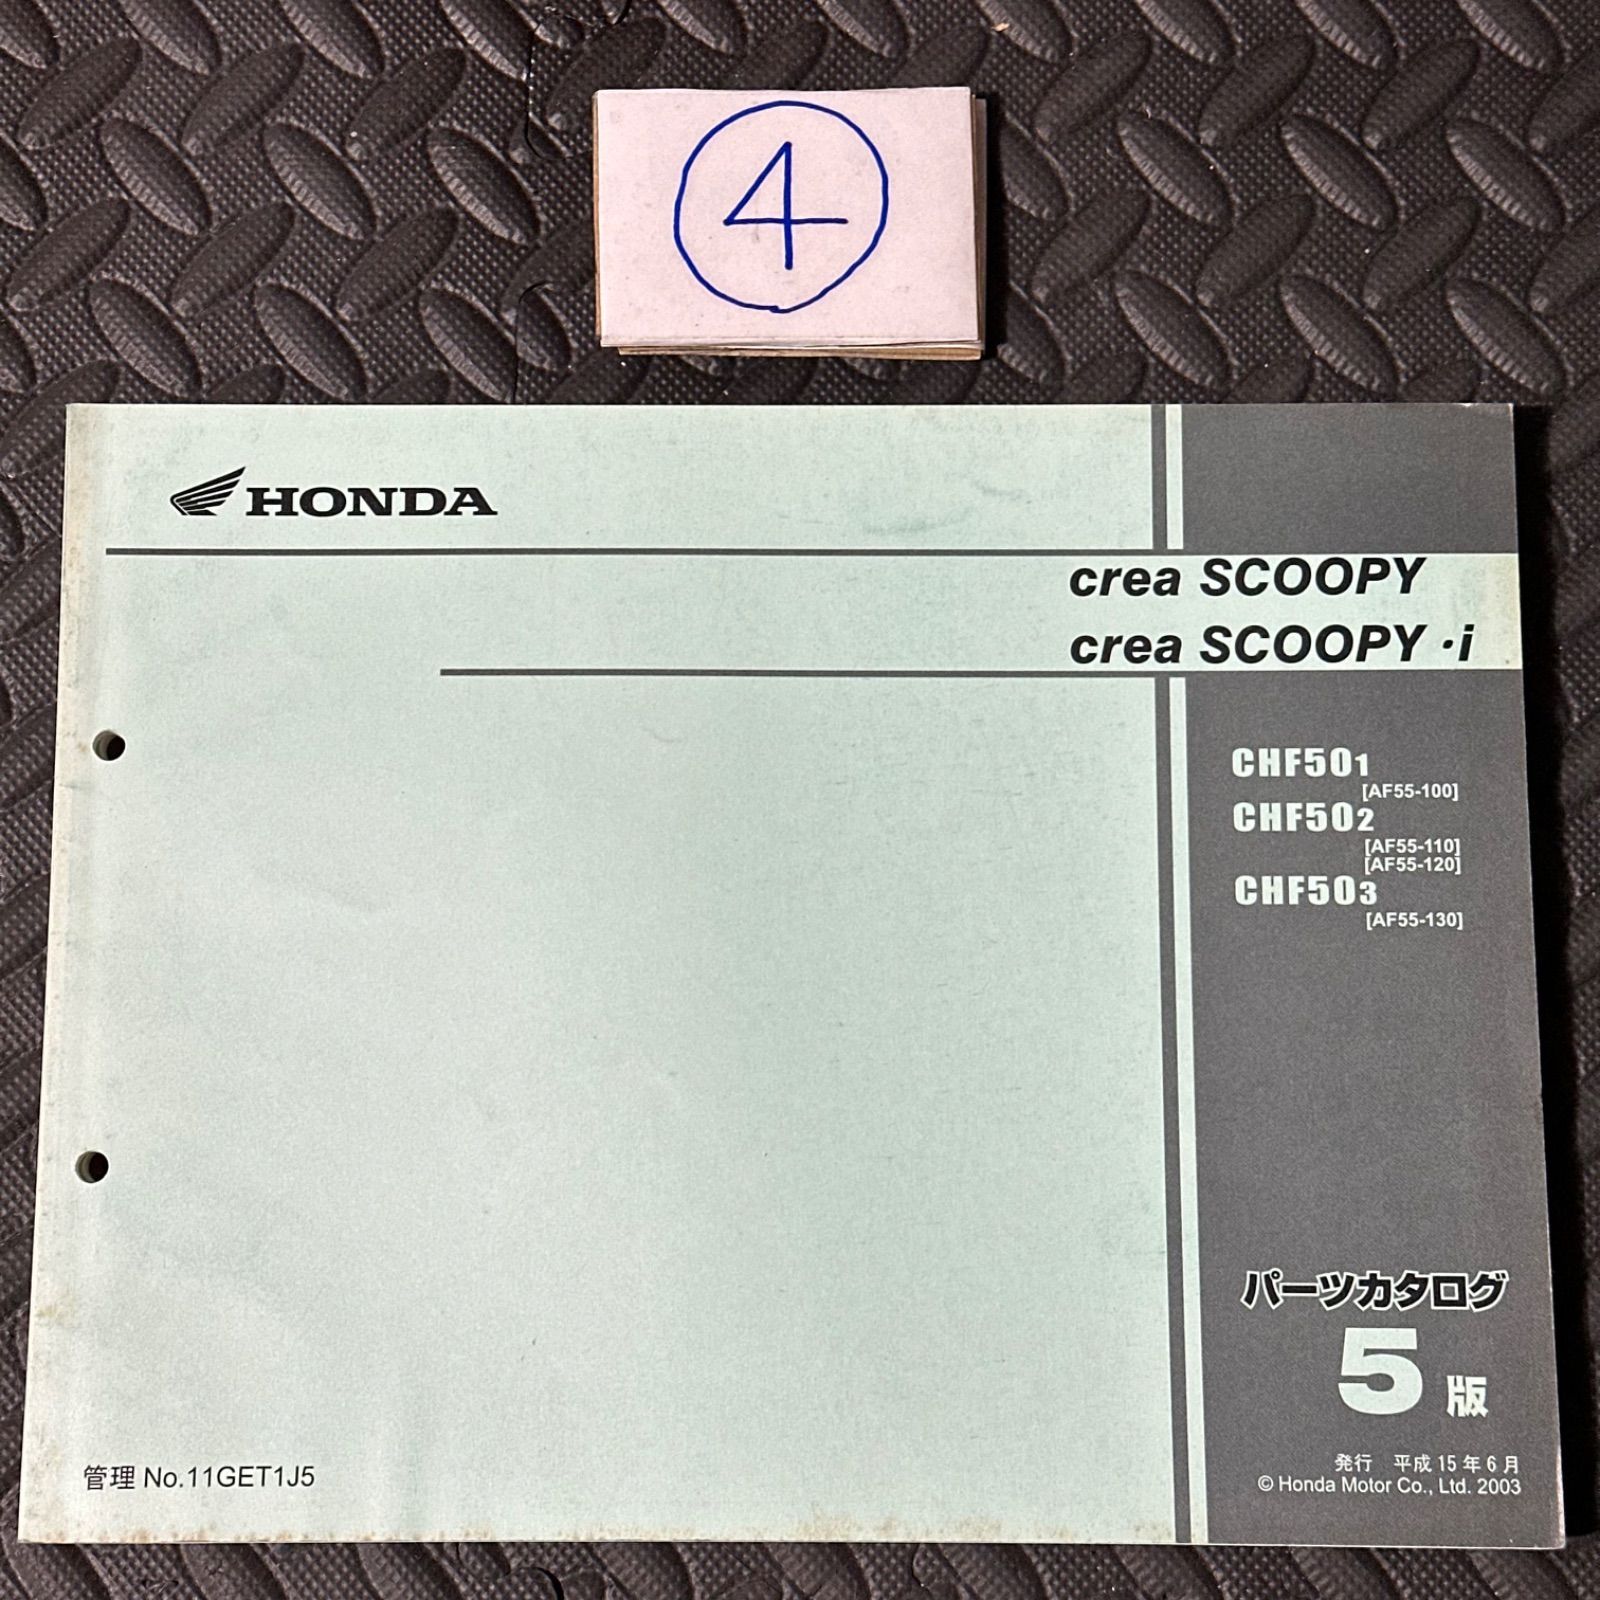 ④
HONDA
crea SCOOPY
crea SCOOPY・i
CHF501
[AF55-100]
CHF502
[AF55-110]
[AF55-120]
CHF503
[AF55-130]
パーツカタログ
5版
発行 平成15年6月
© Honda Motor Co., Ltd. 2003
管理 No.11GET1J5